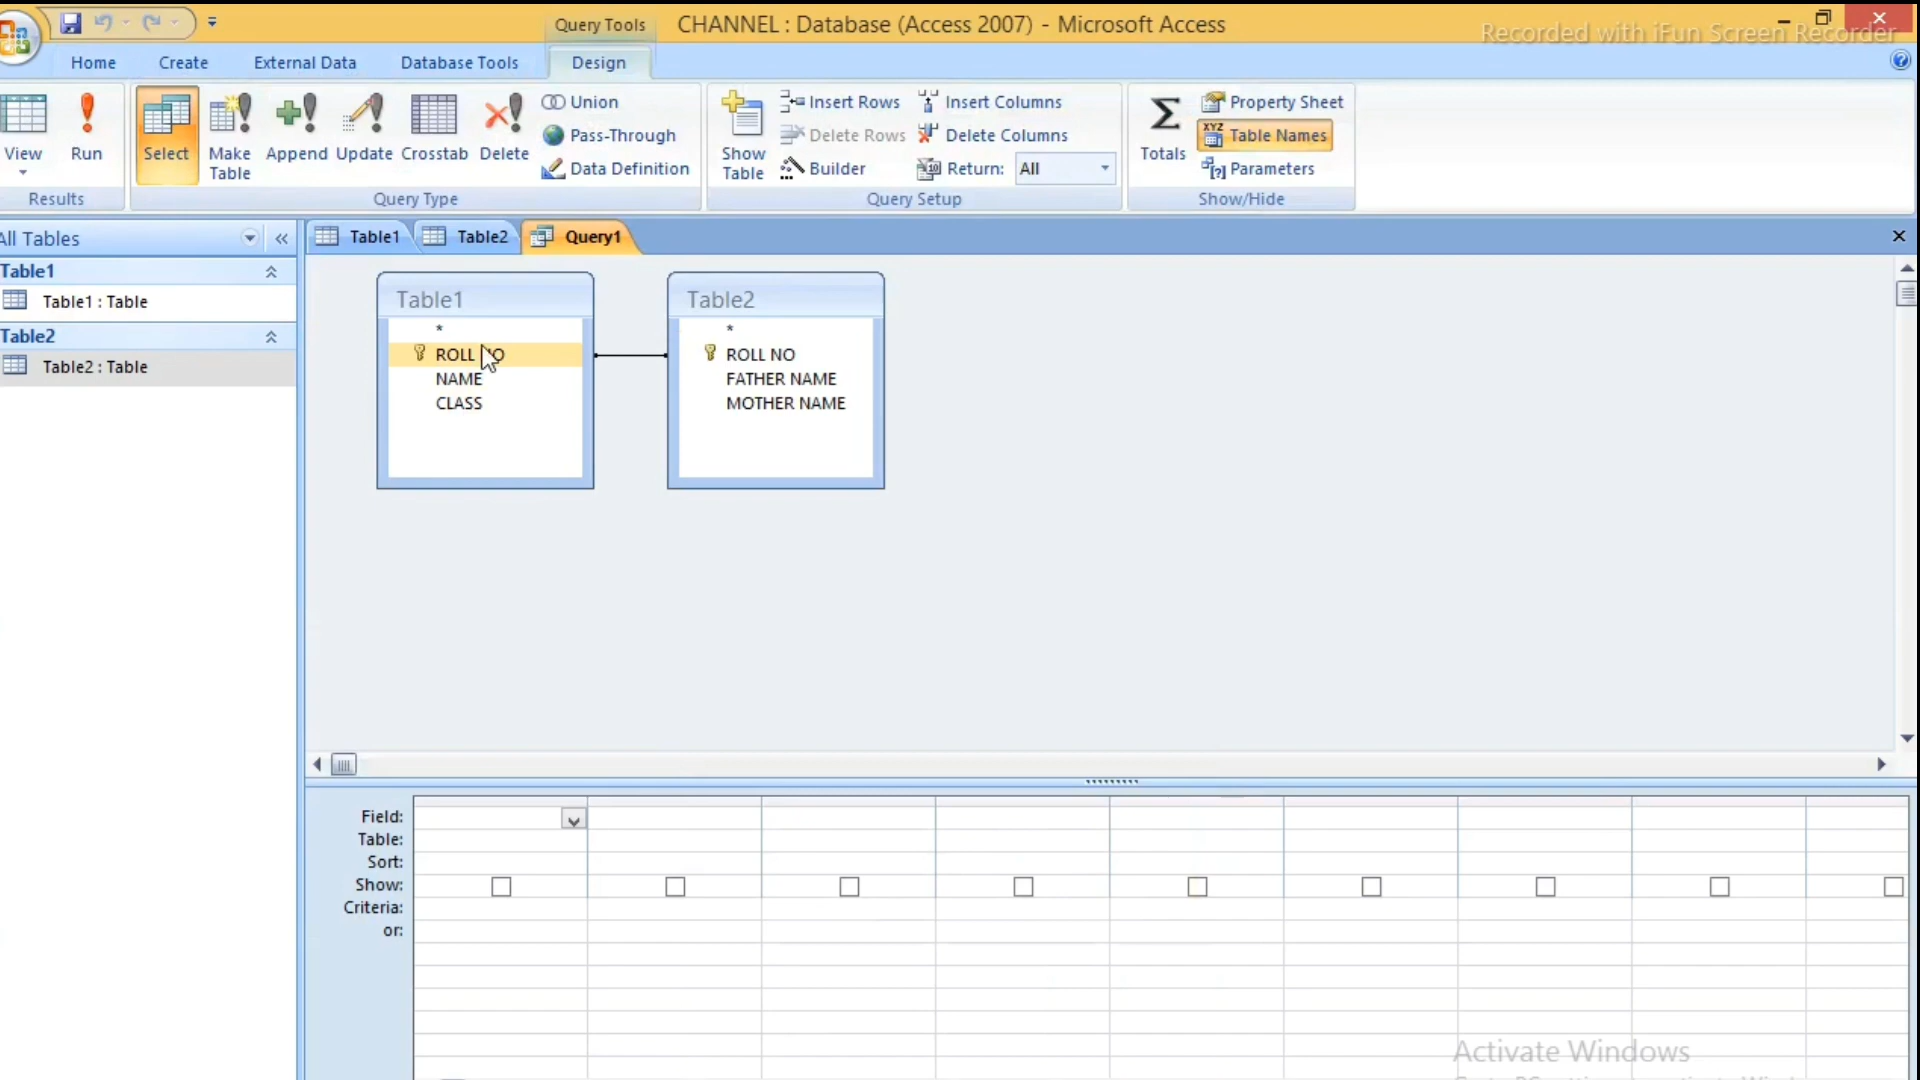 Query Tools
CHANNEL : Database (Access 2007) - Microsoft Access
Recorded with iFun Screen Recorder
Home Create External Data Database Tools Design
View
Run
Results
Select
Make Table
Append
Update
Crosstab
Delete
Union
Pass-Through
Data Definition
Query Type
Show Table
Insert Rows
Delete Rows
Builder
Insert Columns
Delete Columns
Return: All
Query Setup
Σ
Totals
Property Sheet
XYZ Table Names
Parameters
Show/Hide
All Tables
Table1
Table1 : Table
Table2
Table2 : Table
Table1 Table2 Query1
Table1
*
ROLL NO
NAME
CLASS
Table2
*
ROLL NO
FATHER NAME
MOTHER NAME
Field:
Table:
Sort:
Show:
Criteria:
or:
Activate Windows